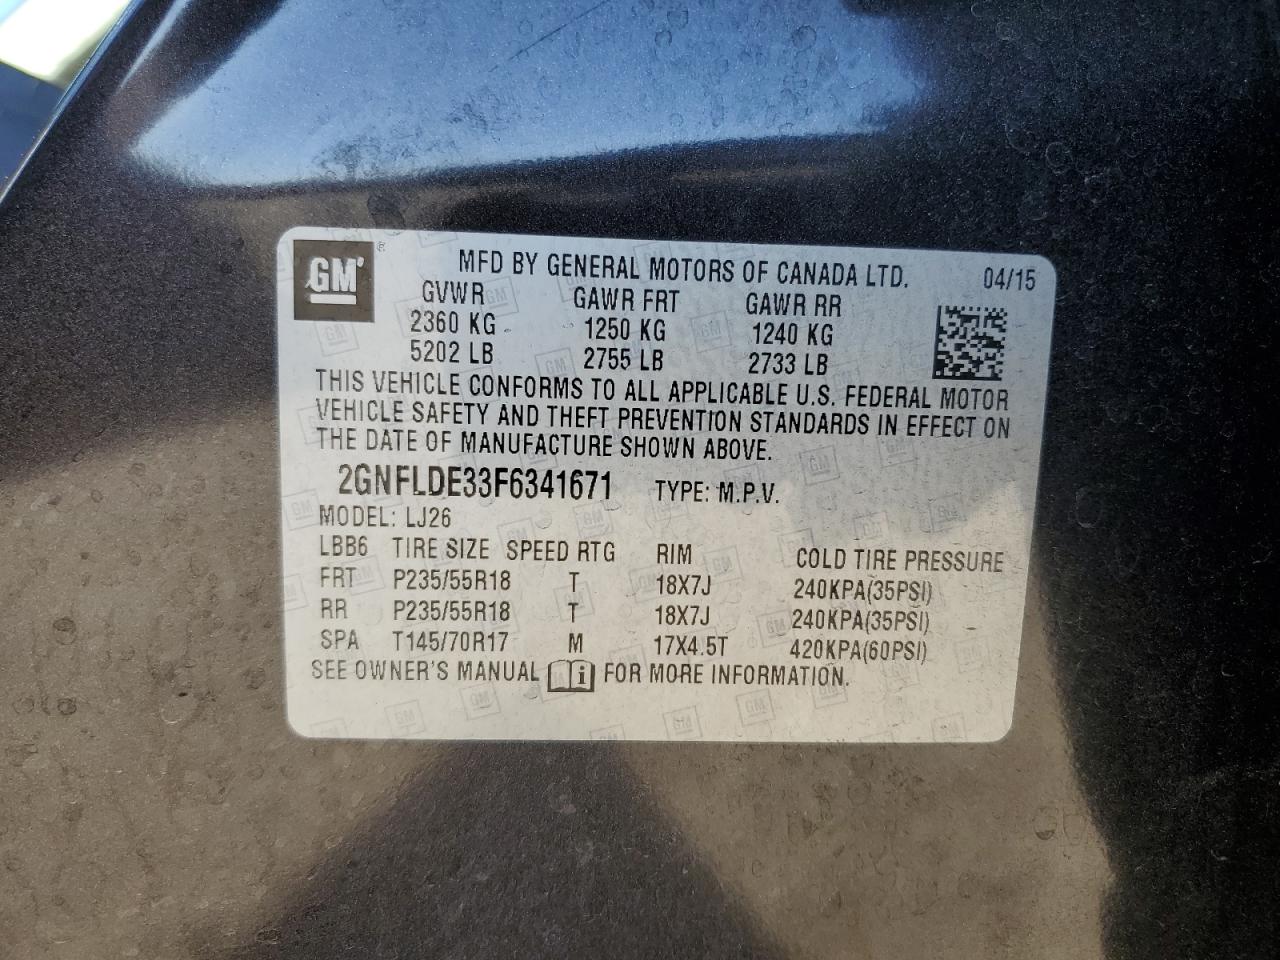 GM
MFD BY GENERAL MOTORS OF CANADA LTD. 04/15
GVWR GAWR FRT GAWR RR
2360 KG 1250 KG 1240 KG
5202 LB 2755 LB 2733 LB
THIS VEHICLE CONFORMS TO ALL APPLICABLE U.S. FEDERAL MOTOR
VEHICLE SAFETY AND THEFT PREVENTION STANDARDS IN EFFECT ON
THE DATE OF MANUFACTURE SHOWN ABOVE.
2GNFLDE33F6341671 TYPE: M.P.V.
MODEL: LJ26
LBB6 TIRE SIZE SPEED RTG RIM COLD TIRE PRESSURE
FRT P235/55R18 T 18X7J 240KPA(35PSI)
RR P235/55R18 T 18X7J 240KPA(35PSI)
SPA T145/70R17 M 17X4.5T 420KPA(60PSI)
SEE OWNER'S MANUAL i FOR MORE INFORMATION.